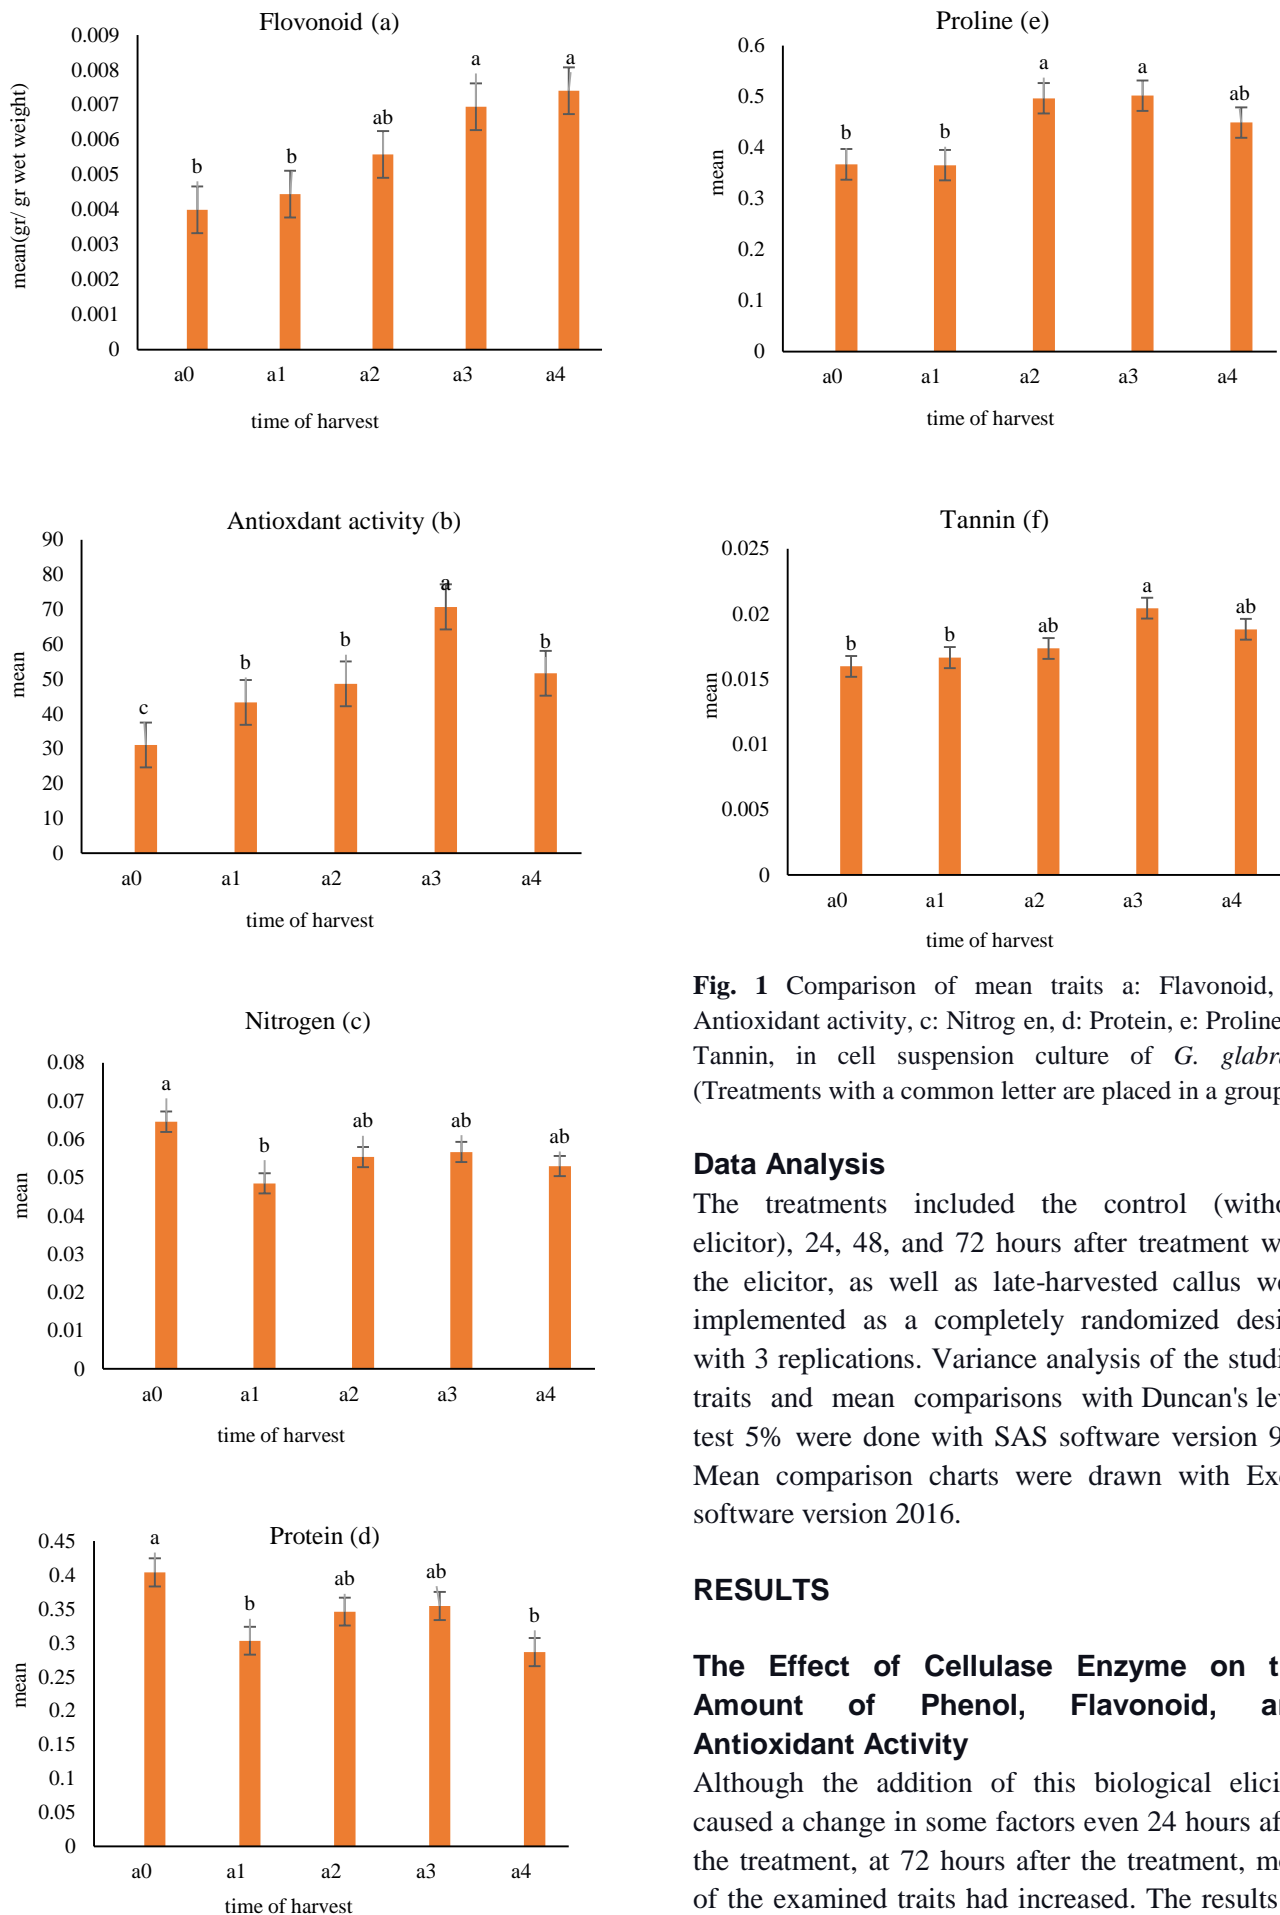 Flovonoid (a)
0.009
0.008
0.007
0.006
0.005
0.004
0.003
0.002
0.001
0
mean(gr/ gr wet weight)
b
b
ab
a
a
a0 a1 a2 a3 a4
time of harvest
Antioxdant activity (b)
90
80
70
60
50
40
30
20
10
0
mean
c
b
b
a
b
a0 a1 a2 a3 a4
time of harvest
Nitrogen (c)
0.08
0.07
0.06
0.05
0.04
0.03
0.02
0.01
0
mean
a
b
ab
ab
ab
a0 a1 a2 a3 a4
time of harvest
Protein (d)
0.45
0.4
0.35
0.3
0.25
0.2
0.15
0.1
0.05
0
mean
a
b
ab
ab
b
a0 a1 a2 a3 a4
time of harvest
Proline (e)
0.6
0.5
0.4
0.3
0.2
0.1
0
mean
b
b
a
a
ab
a0 a1 a2 a3 a4
time of harvest
Tannin (f)
0.025
0.02
0.015
0.01
0.005
0
mean
b
b
ab
a
ab
a0 a1 a2 a3 a4
time of harvest
Fig. 1 Comparison of mean traits a: Flavonoid,
Antioxidant activity, c: Nitrog en, d: Protein, e: Proline
Tannin, in cell suspension culture of G. glabr
(Treatments with a common letter are placed in a group
Data Analysis
The treatments included the control (witho
elicitor), 24, 48, and 72 hours after treatment w
the elicitor, as well as late-harvested callus we
implemented as a completely randomized desi
with 3 replications. Variance analysis of the studi
traits and mean comparisons with Duncan's lev
test 5% were done with SAS software version 9
Mean comparison charts were drawn with Exc
software version 2016.
RESULTS
The Effect of Cellulase Enzyme on t
Amount of Phenol, Flavonoid, an
Antioxidant Activity
Although the addition of this biological elici
caused a change in some factors even 24 hours af
the treatment, at 72 hours after the treatment, mo
of the examined traits had increased. The results